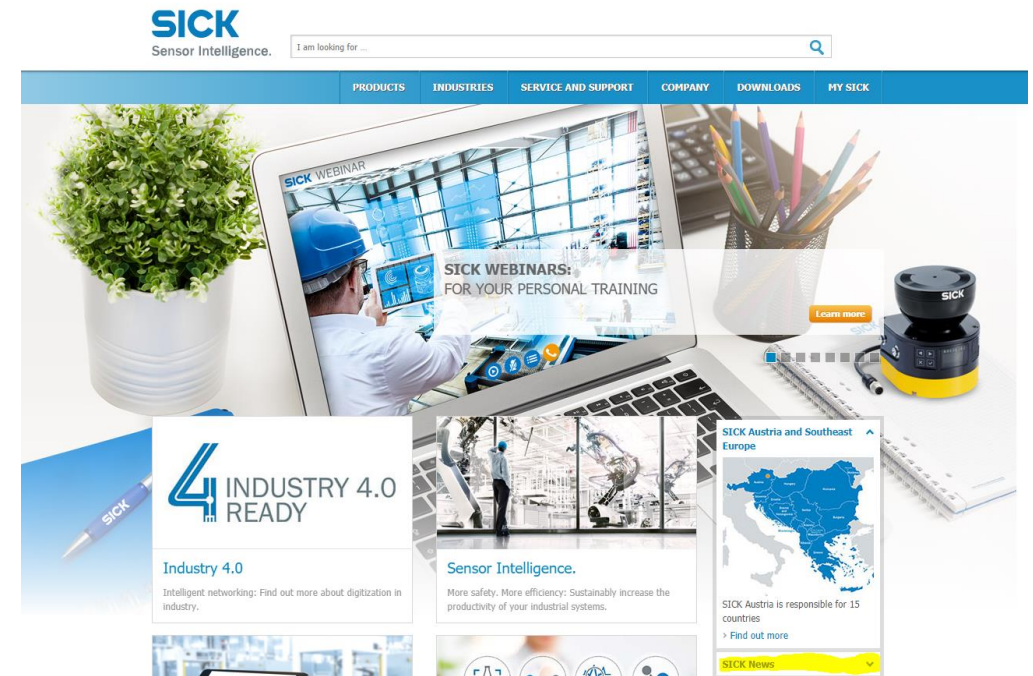 SICK
Sensor Intelligence.
I am looking for ...
PRODUCTS
INDUSTRIES
SERVICE AND SUPPORT
COMPANY
DOWNLOADS
MY SICK
SICK WEBINAR
SICK WEBINARS:
FOR YOUR PERSONAL TRAINING
Learn more
SICK
SICK
4
INDUSTRY 4.0
READY
Industry 4.0
Intelligent networking: Find out more about digitization in
industry.
Sensor Intelligence.
More safety. More efficiency: Sustainably increase the
productivity of your industrial systems.
SICK Austria and Southeast
Europe
SICK Austria is responsible for 15
countries
> Find out more
SICK News